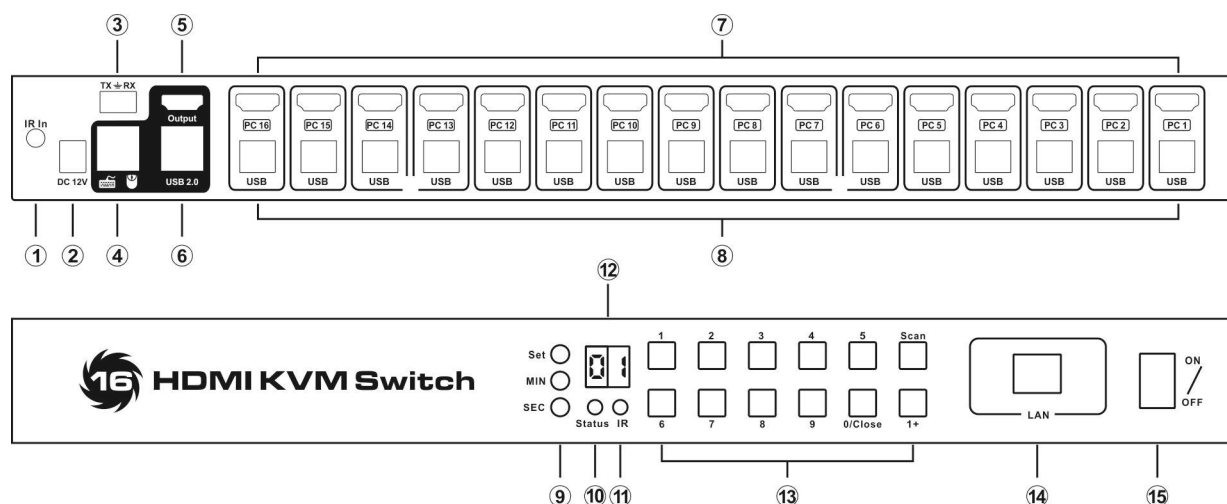 ③ ⑤ ⑦
TX RX
IR In
Output
PC 16 PC 15 PC 14 PC 13 PC 12 PC 11 PC 10 PC 9 PC 8 PC 7 PC 6 PC 5 PC 4 PC 3 PC 2 PC 1
DC 12V USB 2.0 USB USB USB USB USB USB USB USB USB USB USB USB USB USB USB USB
① ② ④ ⑥ ⑧
⑫
1 2 3 4 5 Scan
Set
01
ON
16 HDMI KVM Switch
MIN
SEC
OFF
LAN
Status IR 6 7 8 9 0/Close 1+
⑨ ⑩ ⑪ ⑬ ⑭ ⑮